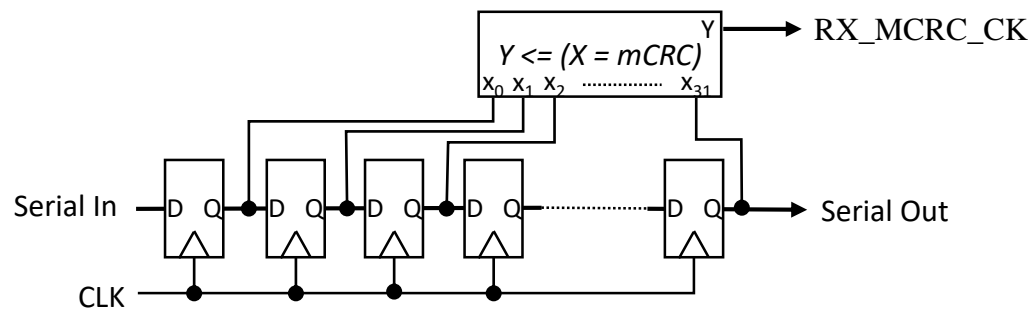 Y
RX_MCRC_CK
Y <= (X = mCRC)
x0 x1 x2 .............. x31
Serial In
D Q D Q D Q D Q D Q
Serial Out
CLK